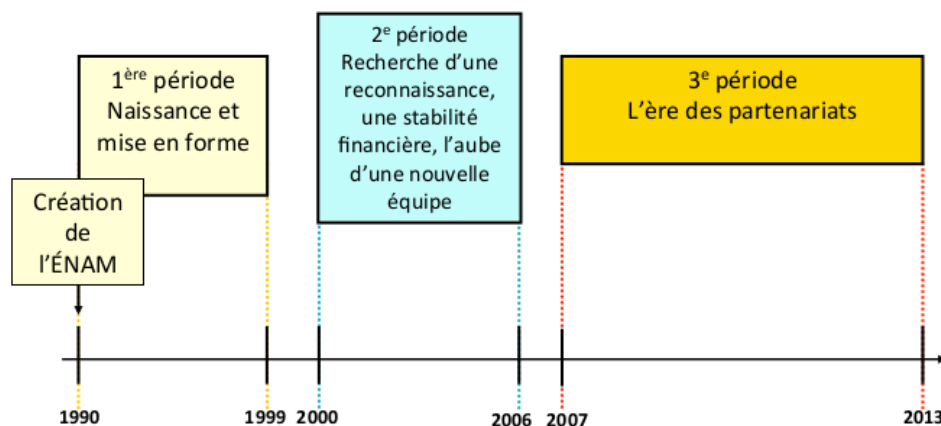 1ère période
Naissance et
mise en forme
Création
de
l'ÉNAM
2e période
Recherche d'une
reconnaissance,
une stabilité
financière, l'aube
d'une nouvelle
équipe
3e période
L'ère des partenariats
1990
1999
2000
2006
2007
2013